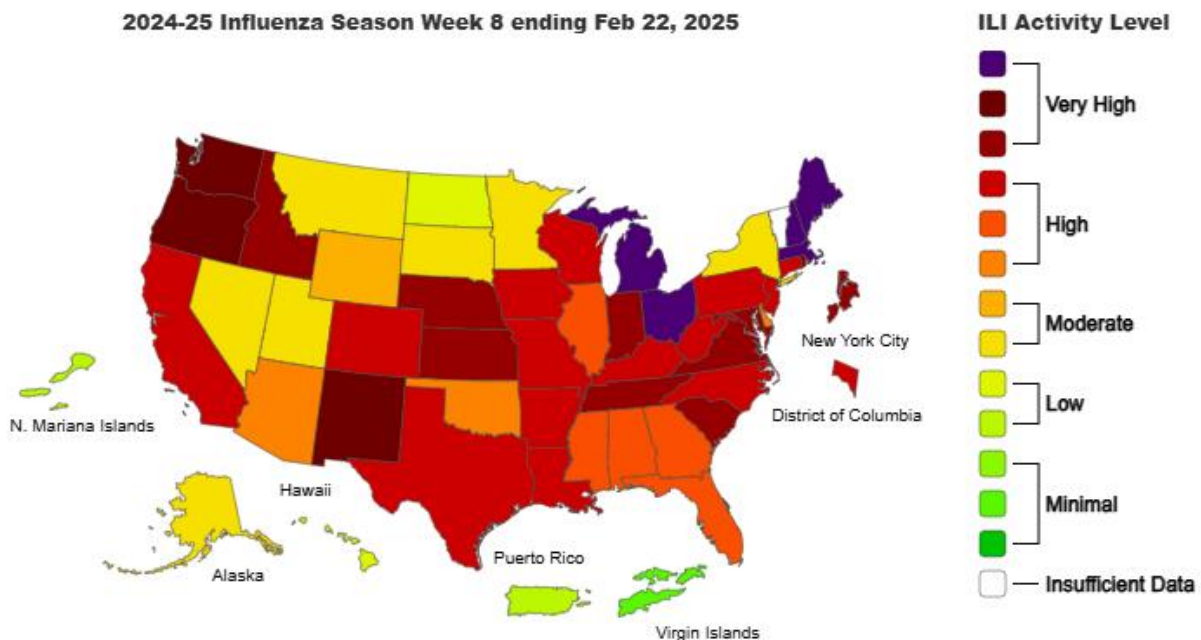 2024-25 Influenza Season Week 8 ending Feb 22, 2025
ILI Activity Level
Very High
High
Moderate
Low
Minimal
Insufficient Data
New York City
District of Columbia
N. Mariana Islands
Hawaii
Alaska
Puerto Rico
Virgin Islands